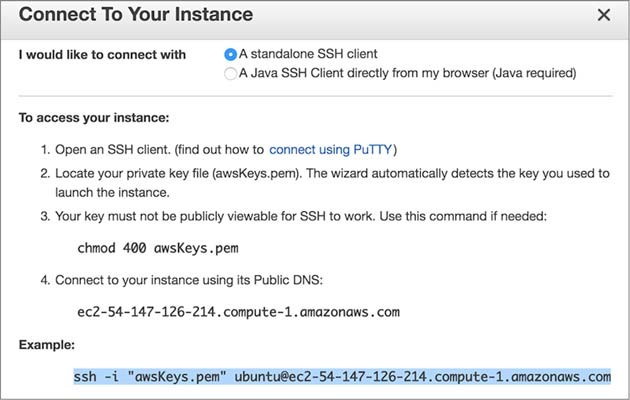 Connect To Your Instance
I would like to connect with
A standalone SSH client
A Java SSH Client directly from my browser (Java required)
To access your instance:
1. Open an SSH client. (find out how to connect using PuTTY)
2. Locate your private key file (awsKeys.pem). The wizard automatically detects the key you used to
launch the instance.
3. Your key must not be publicly viewable for SSH to work. Use this command if needed:
chmod 400 awsKeys.pem
4. Connect to your instance using its Public DNS:
ec2-54-147-126-214.compute-1.amazonaws.com
Example:
ssh -i "awsKeys.pem" ubuntu@ec2-54-147-126-214.compute-1.amazonaws.com